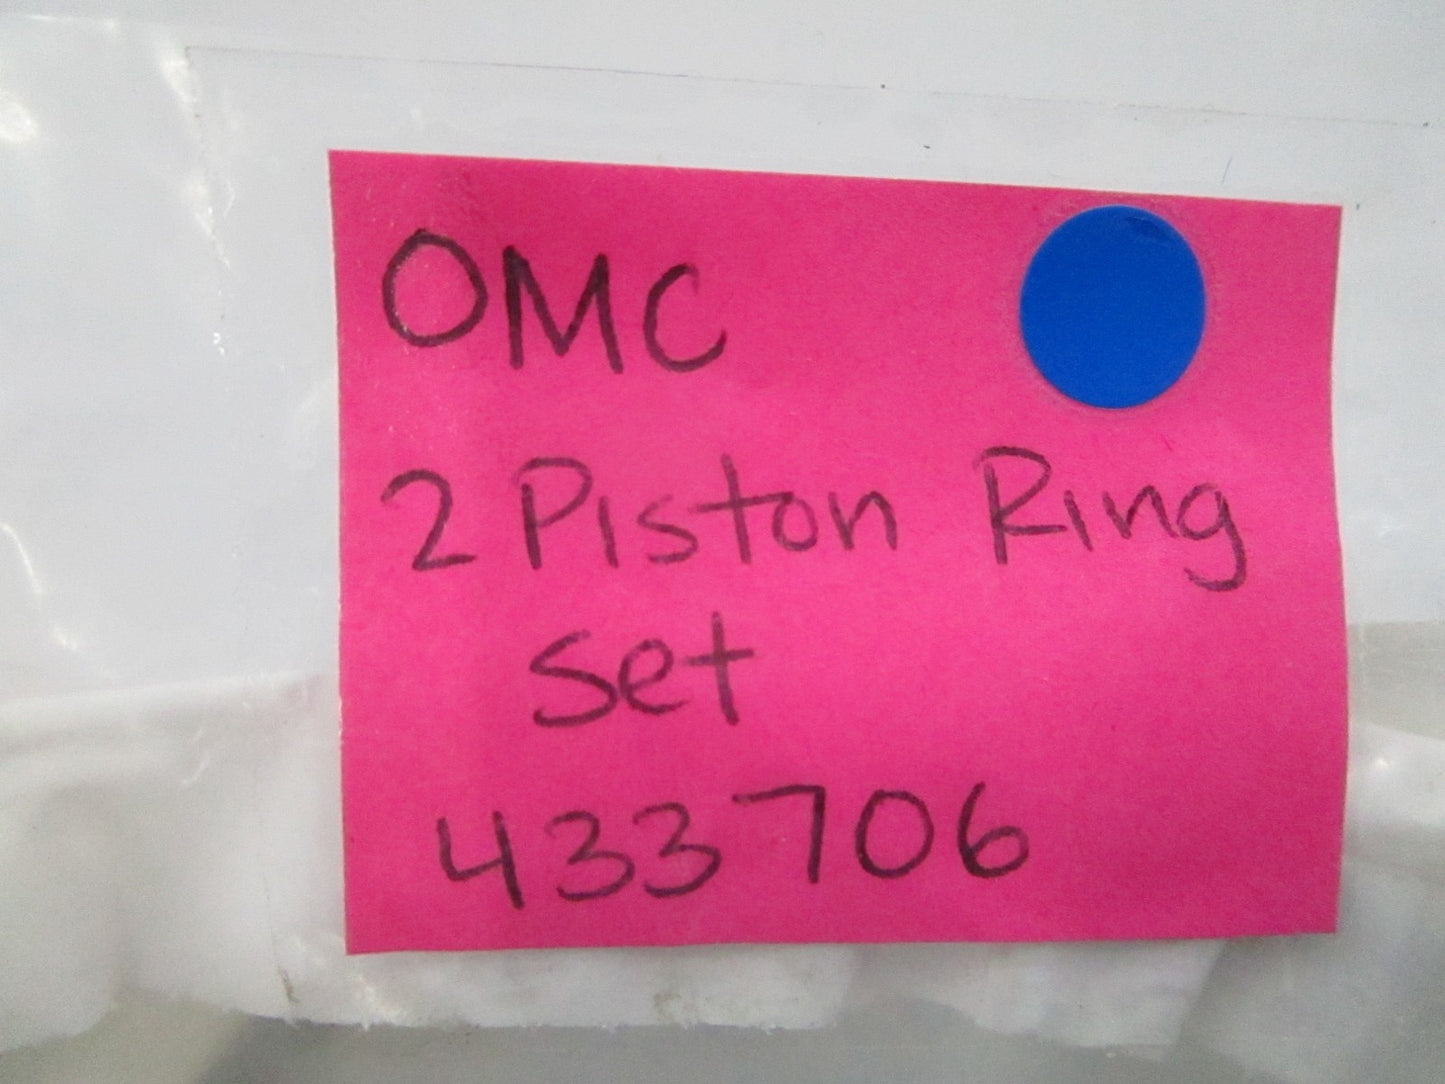 OMC
2 Piston Ring
Set
433706